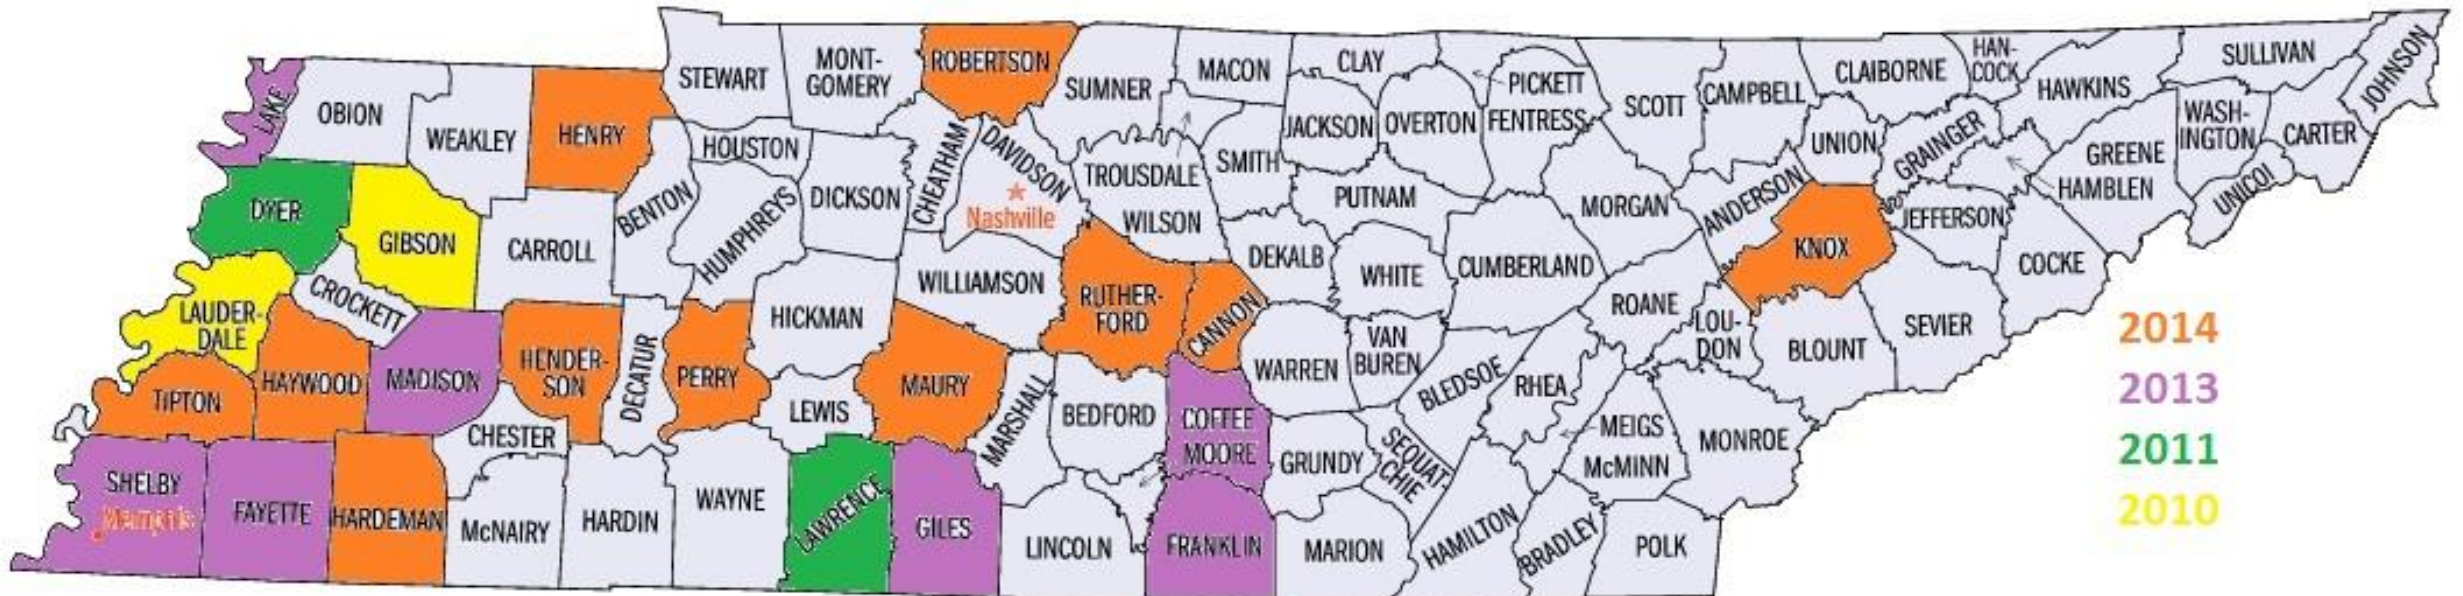 STEWART
MONT-
GOMERY
ROBERTSON
SUMNER
MACON
CLAY
PICKETT
FENTRESS
SCOTT
CAMPBELL
CLAIBORNE
HAN-
COCK
HAWKINS
SULLIVAN
JOHNSON
LAKE
OBION
WEAKLEY
HENRY
HOUSTON
CHEATHAM
DAVIDSON
Nashville
TROUSDALE
WILSON
SMITH
JACKSON
OVERTON
UNION
GRAINGER
GREENE
HAMBLEN
WASH-
INGTON
CARTER
UNICOI
DYER
GIBSON
CARROLL
BENTON
HUMPHREYS
DICKSON
PUTNAM
MORGAN
ANDERSON
KNOX
JEFFERSON
COCKE
LAUDER-
DALE
CROCKETT
WILLIAMSON
RUTHER-
FORD
CANNON
DEKALB
WHITE
CUMBERLAND
ROANE
LOU-
DON
BLOUNT
SEVIER
TIPTON
HAYWOOD
MADISON
HENDER-
SON
DECATUR
PERRY
HICKMAN
LEWIS
MAURY
MARSHALL
BEDFORD
COFFEE
MOORE
WARREN
VAN
BUREN
BLEDSOE
RHEA
MEIGS
McMINN
MONROE
SHELBY
Memphis
FAYETTE
HARDEMAN
CHESTER
McNAIRY
HARDIN
WAYNE
LAWRENCE
GILES
LINCOLN
FRANKLIN
GRUNDY
SEQUAT-
CHIE
MARION
HAMILTON
BRADLEY
POLK
2014
2013
2011
2010